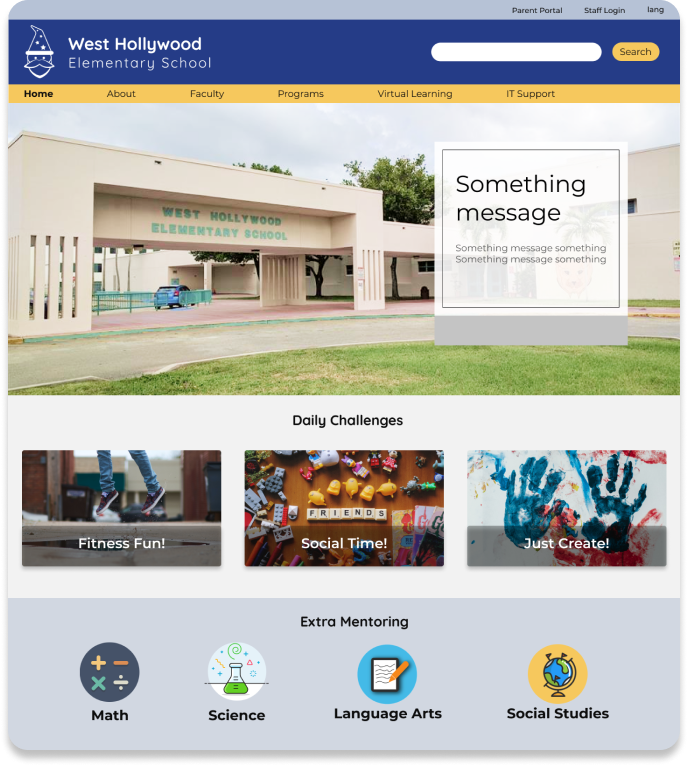 Parent Portal Staff Login lang
West Hollywood
Elementary School
Search
Home About Faculty Programs Virtual Learning IT Support
WEST HOLLYWOOD
ELEMENTARY SCHOOL
Something
message
Something message something
Something message something
Daily Challenges
FRIENDS
Fitness Fun! Social Time! Just Create!
Extra Mentoring
Math Science Language Arts Social Studies